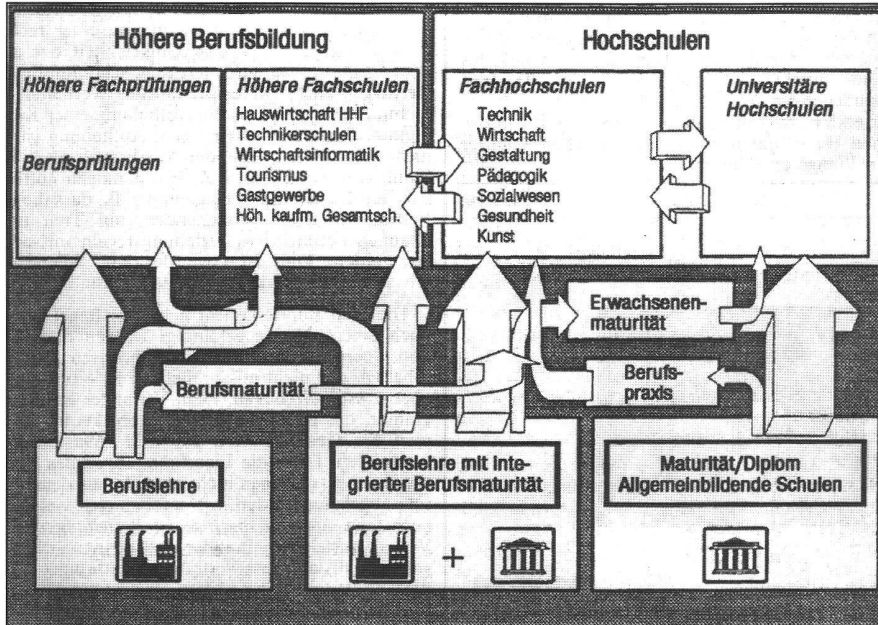 Höhere Berufsbildung
Höhere Fachprüfungen
Berufsprüfungen
Höhere Fachschulen
Hauswirtschaft HHF
Technikerschulen
Wirtschaftsinformatik
Tourismus
Gastgewerbe
Höh. kaufm. Gesamtsch.
Hochschulen
Fachhochschulen
Technik
Wirtschaft
Gestaltung
Pädagogik
Sozialwesen
Gesundheit
Kunst
Universitäre
Hochschulen
Erwachsenen-
maturität
Berufsmaturität
Berufs-
praxis
Berufslehre
Berufslehre mit inte-
grierter Berufsmaturität
+
Maturität/Diplom
Allgemeinbildende Schulen